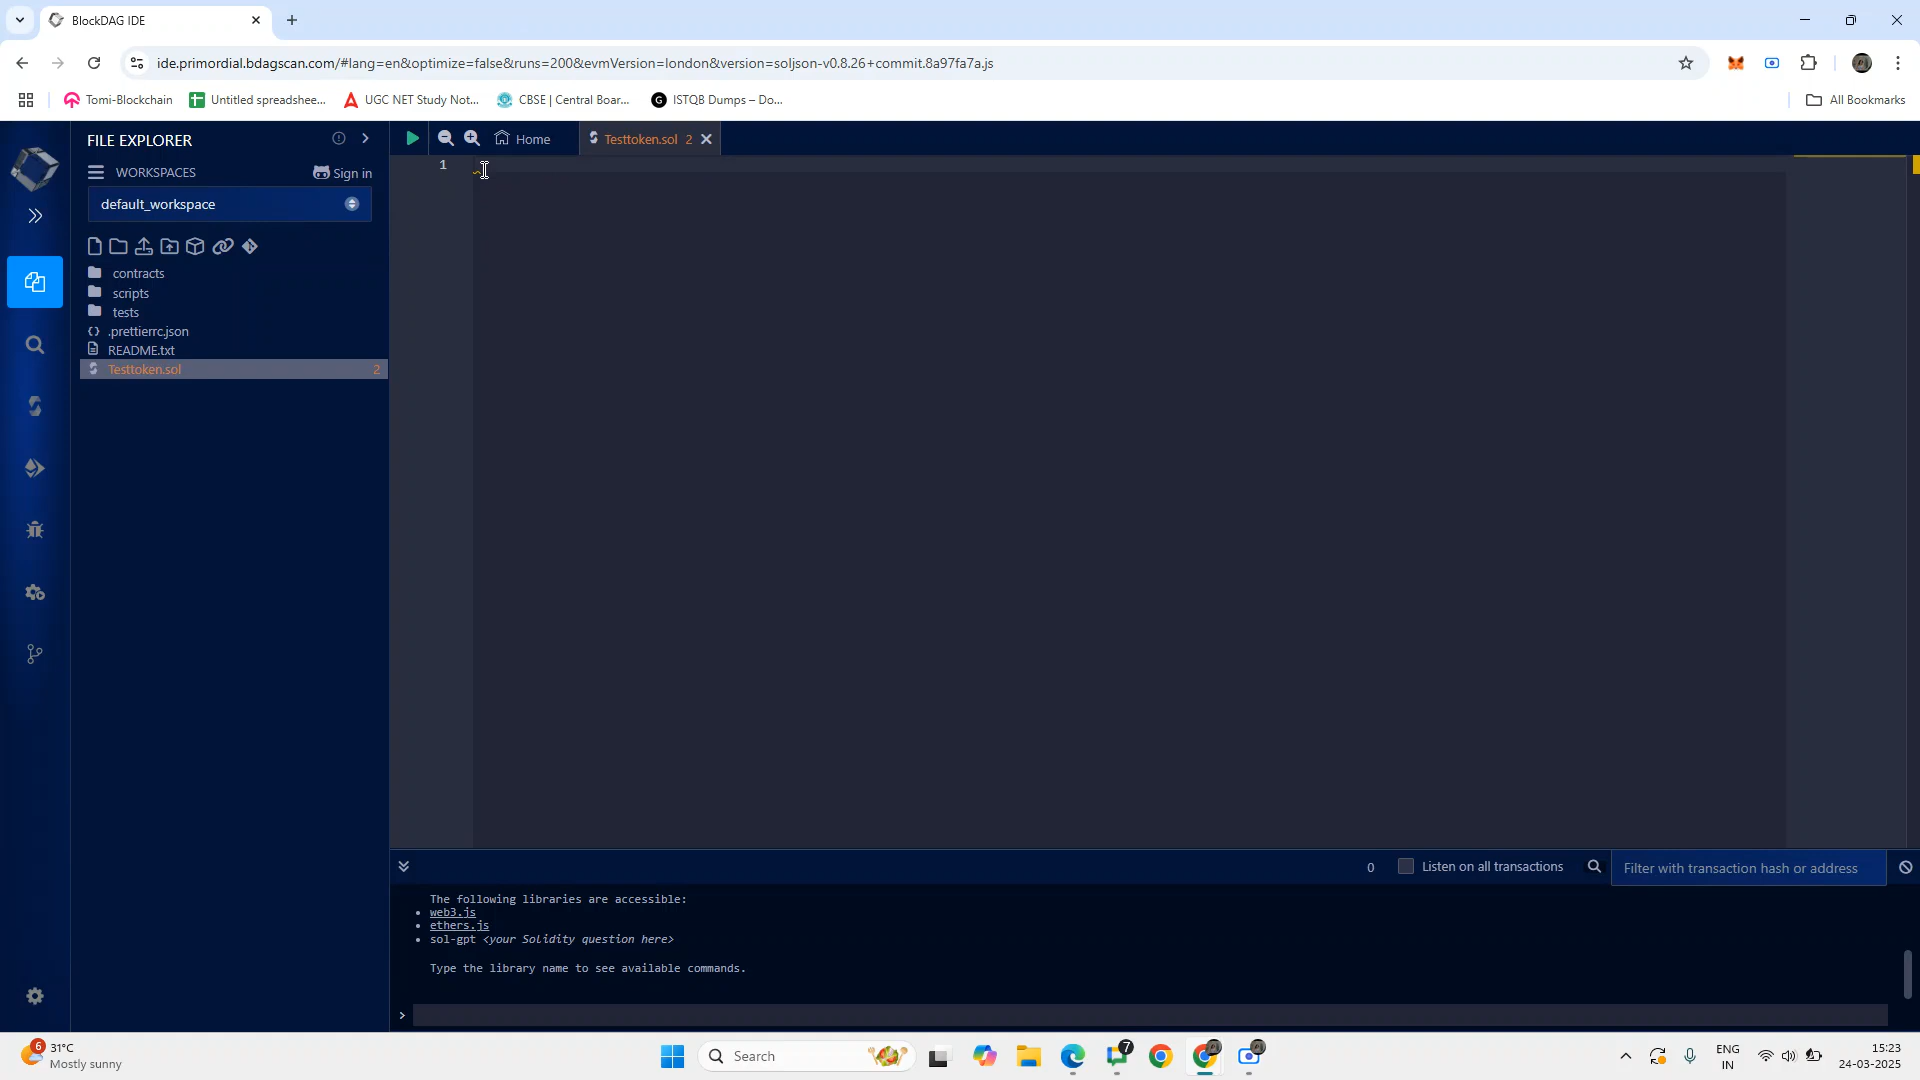 BlockDAG IDE
ide.primordial.bdagscan.com/#lang=en&optimize=false&runs=200&evmVersion=london&version=soljson-v0.8.26+commit.8a97fa7a.js
Tomi-Blockchain
Untitled spreadshee...
UGC NET Study Not...
CBSE | Central Boar...
ISTQB Dumps – Do...
All Bookmarks
FILE EXPLORER
WORKSPACES
Sign in
default_workspace
contracts
scripts
tests
.prettierrc.json
README.txt
Testtoken.sol 2
Home
Testtoken.sol 2
1
0
Listen on all transactions
Filter with transaction hash or address
The following libraries are accessible:
web3.js
ethers.js
sol-gpt <your Solidity question here>
Type the library name to see available commands.
>
6
31°C
Mostly sunny
Search
7
ENG
IN
15:23
24-03-2025